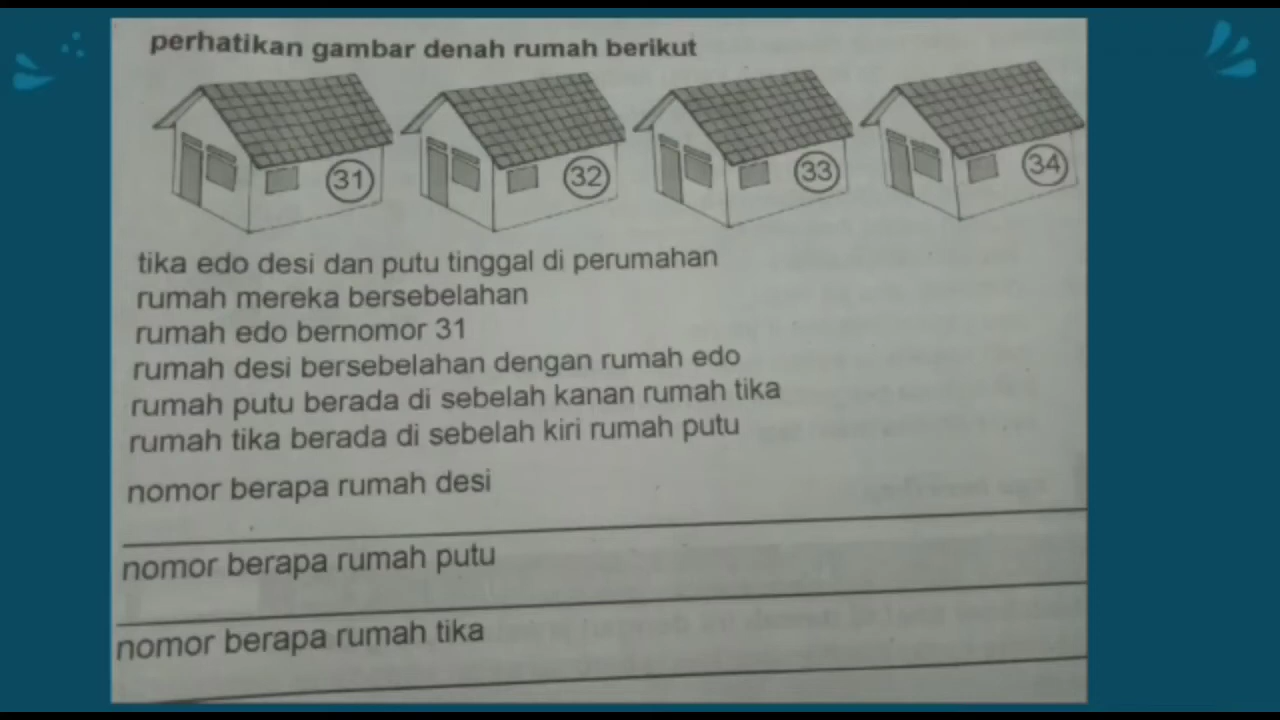 perhatikan gambar denah rumah berikut
31 32 33 34
tika edo desi dan putu tinggal di perumahan
rumah mereka bersebelahan
rumah edo bernomor 31
rumah desi bersebelahan dengan rumah edo
rumah putu berada di sebelah kanan rumah tika
rumah tika berada di sebelah kiri rumah putu
nomor berapa rumah desi
nomor berapa rumah putu
nomor berapa rumah tika